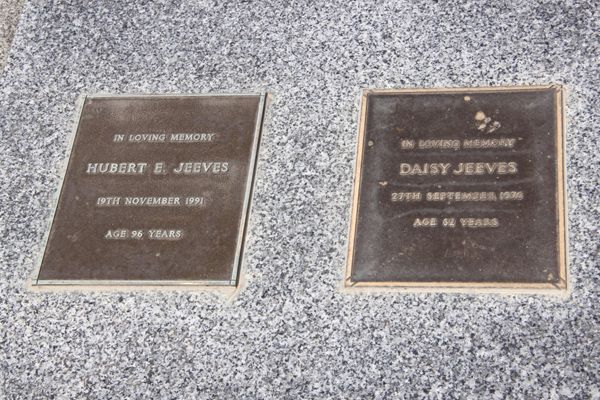 IN LOVING MEMORY
HUBERT E. JEEVES
19TH NOVEMBER 1991
AGE 96 YEARS
IN LOVING MEMORY
DAISY JEEVES
27TH SEPTEMBER
AGE YEARS